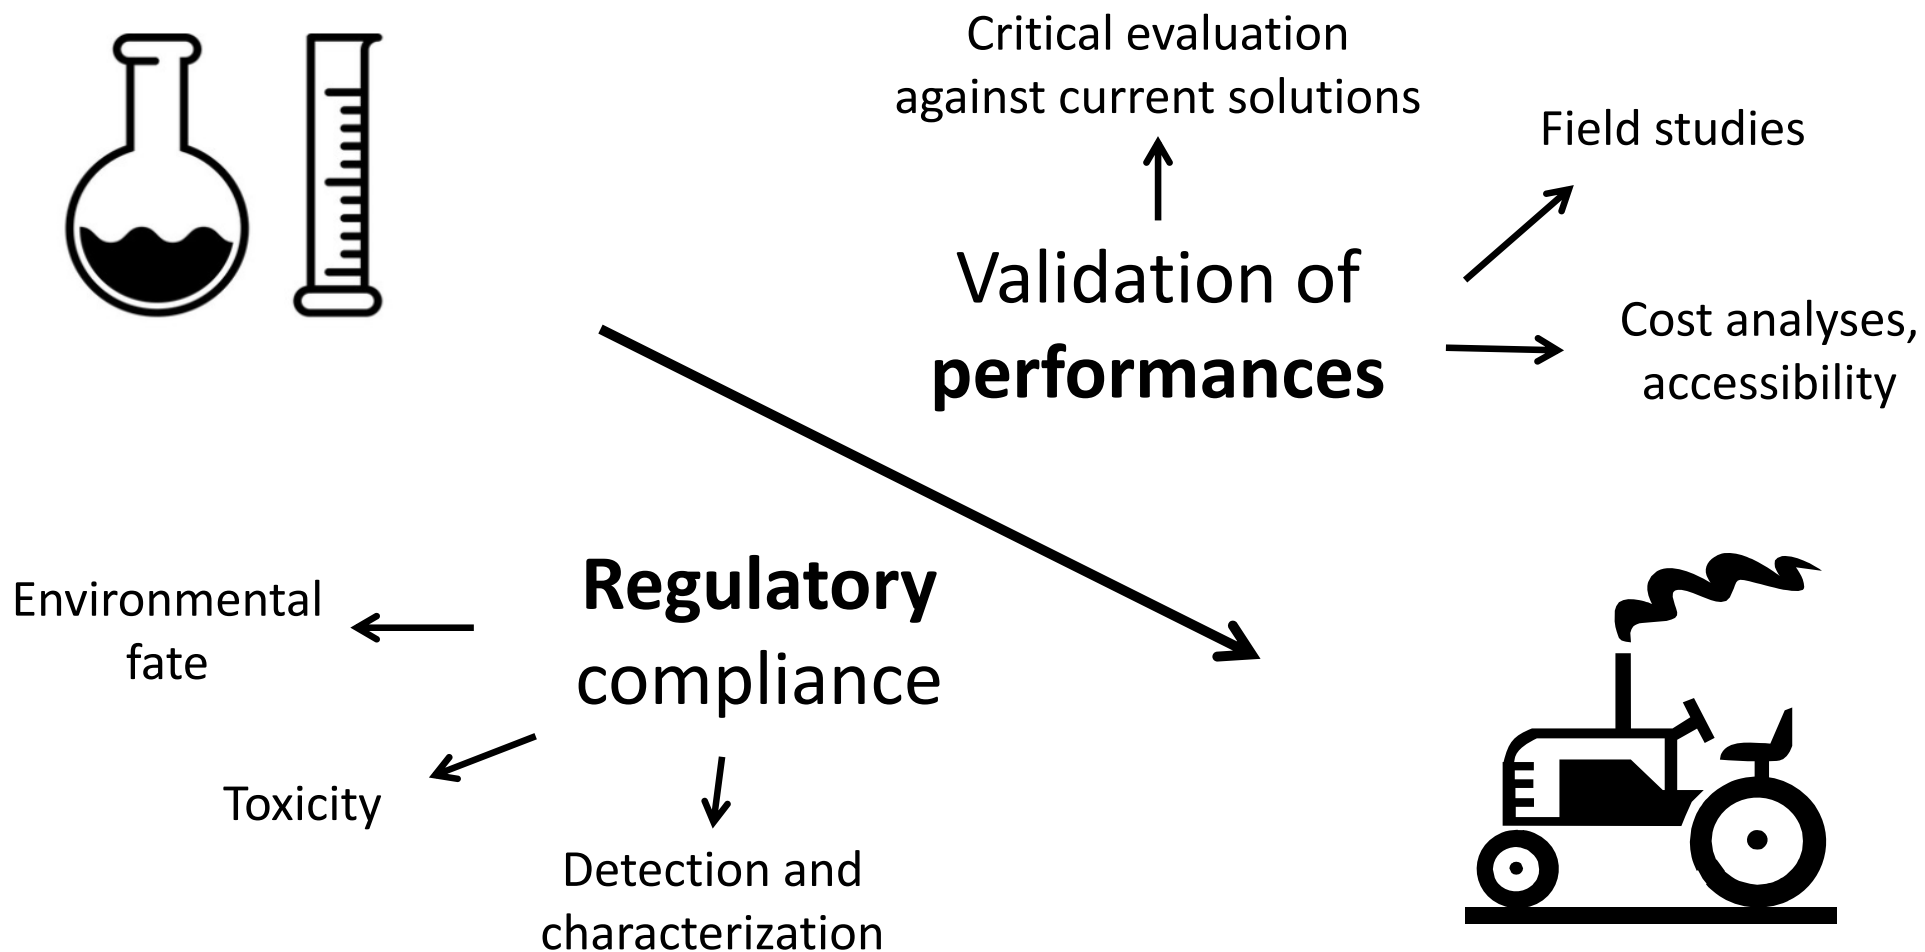 Critical evaluation
against current solutions
Field studies
Validation of
performances
Cost analyses,
accessibility
Regulatory
compliance
Environmental
fate
Toxicity
Detection and
characterization